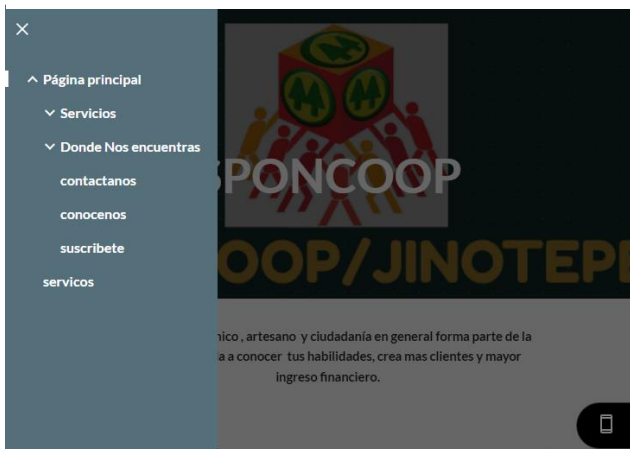 Página principal
Servicios
Donde Nos encuentras
contactanos
conocenos
suscribete
servicos
SPONCOOP
OOP/JINOTEPE
nico , artesano y ciudadanía en general forma parte de la
a a conocer tus habilidades, crea mas clientes y mayor
ingreso financiero.